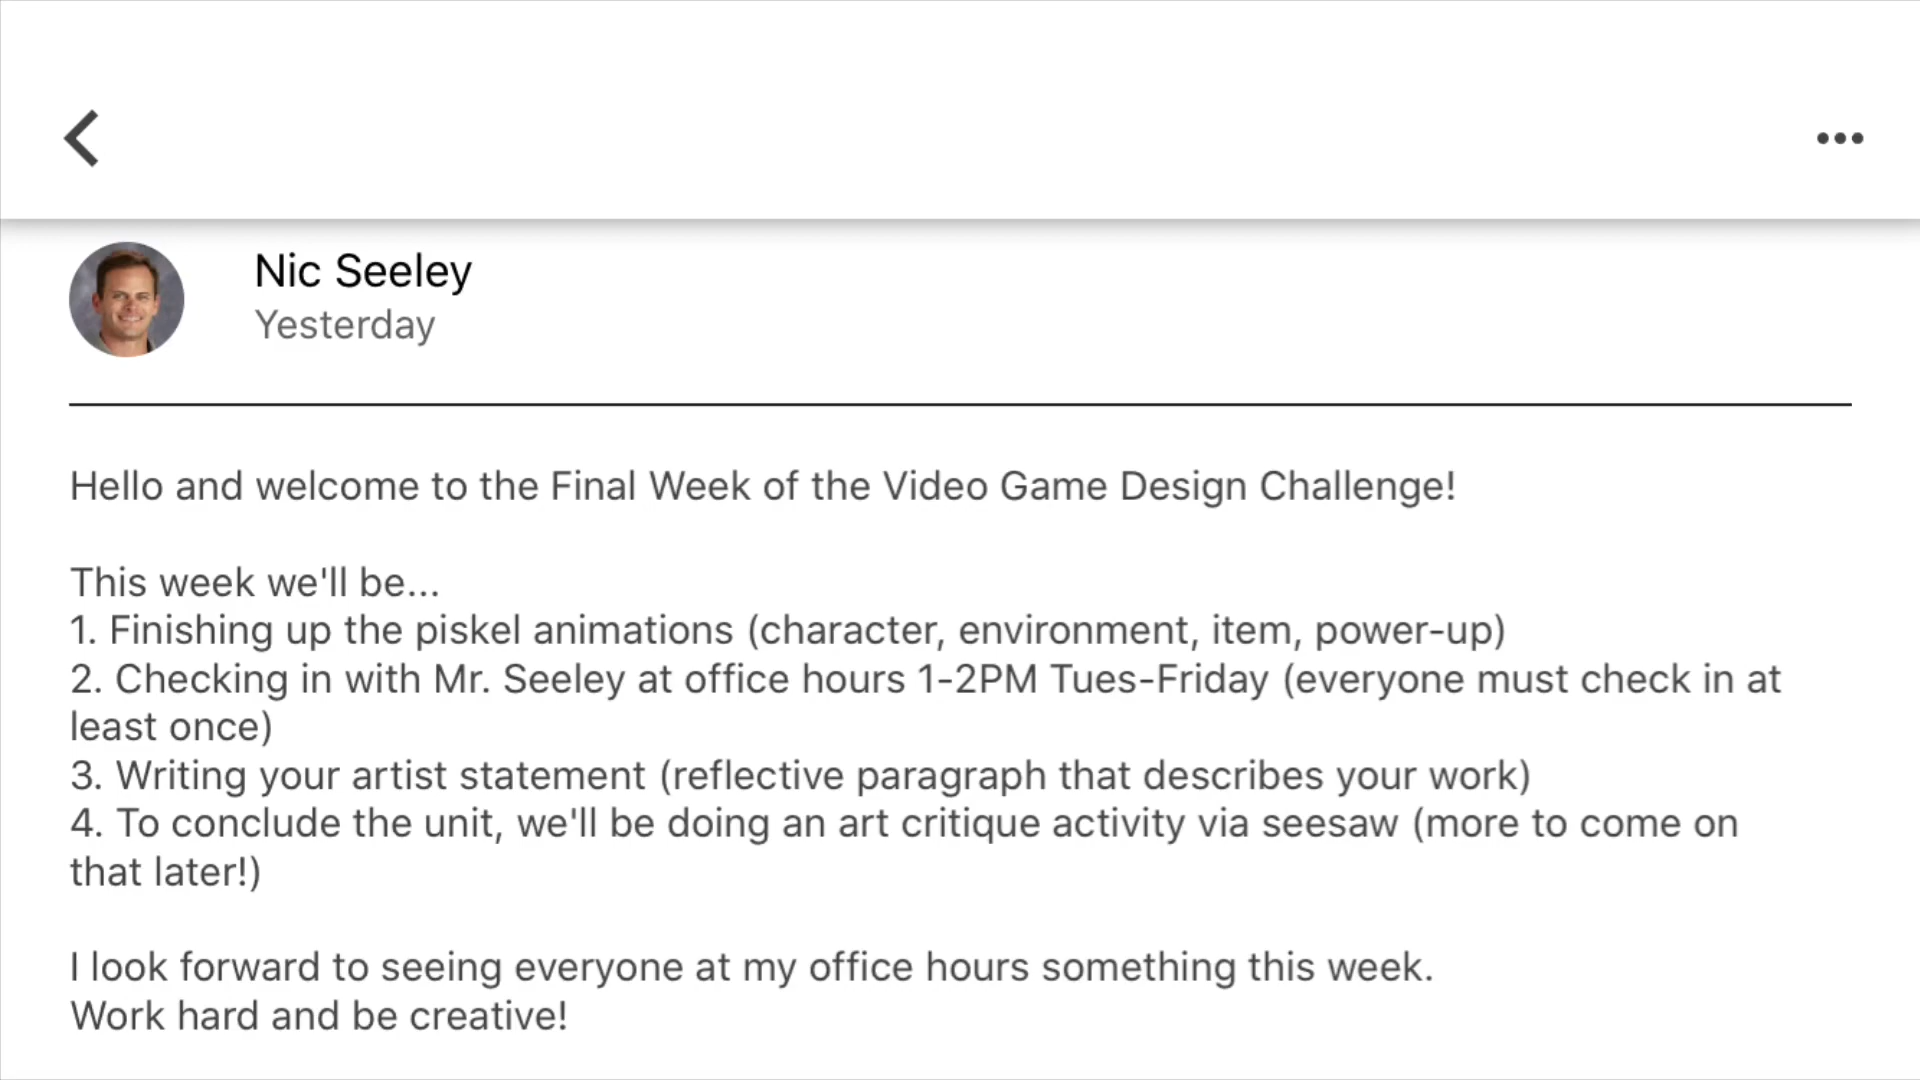 Nic Seeley
Yesterday
Hello and welcome to the Final Week of the Video Game Design Challenge!
This week we'll be...
1. Finishing up the piskel animations (character, environment, item, power-up)
2. Checking in with Mr. Seeley at office hours 1-2PM Tues-Friday (everyone must check in at
least once)
3. Writing your artist statement (reflective paragraph that describes your work)
4. To conclude the unit, we'll be doing an art critique activity via seesaw (more to come on
that later!)
I look forward to seeing everyone at my office hours something this week.
Work hard and be creative!